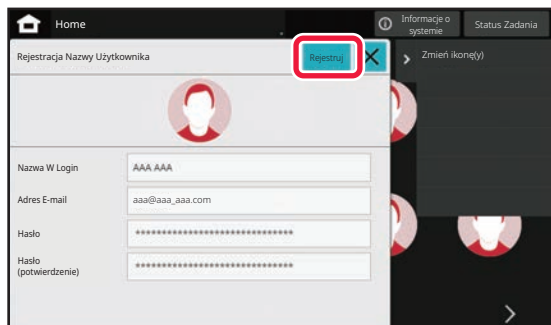 Home
Informacje o
systemie
Status Zadania
Rejestracja Nazwy Użytkownika
Rejestruj
Zmień ikonę(y)
Nazwa W Login
AAA AAA
Adres E-mail
aaa@aaa_aaa.com
Hasło
*******************************
Hasło
(potwierdzenie)
*******************************